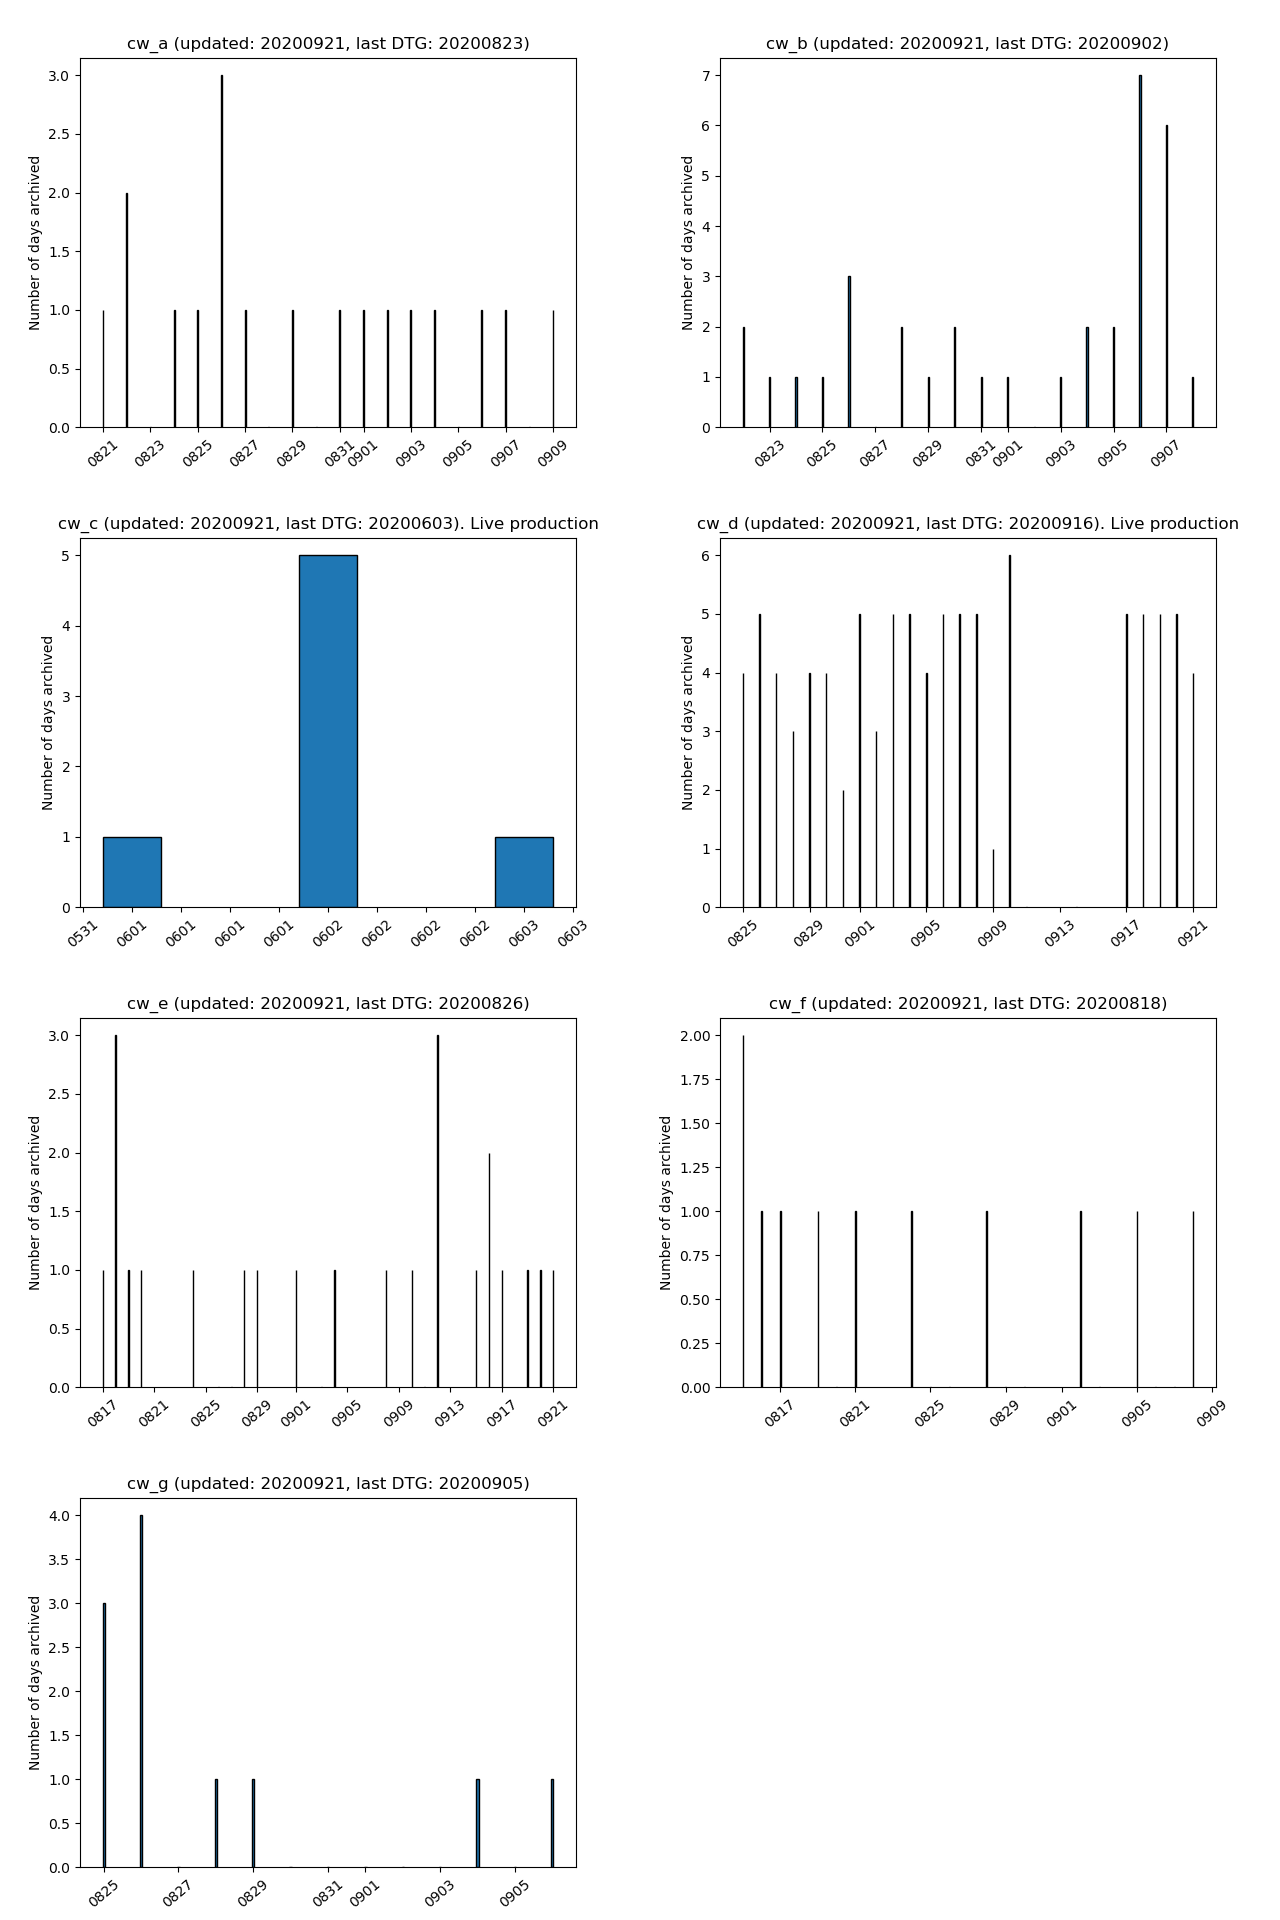 cw_a (updated: 20200921, last DTG: 20200823)
Number of days archived
3.0
2.5
2.0
1.5
1.0
0.5
0.0
0821 0823 0825 0827 0829 0831 0901 0903 0905 0907 0909
cw_b (updated: 20200921, last DTG: 20200902)
Number of days archived
7
6
5
4
3
2
1
0
0823 0825 0827 0829 0831 0901 0903 0905 0907
cw_c (updated: 20200921, last DTG: 20200603). Live production
Number of days archived
5
4
3
2
1
0
0531 0601 0601 0601 0601 0602 0602 0602 0602 0603 0603
cw_d (updated: 20200921, last DTG: 20200916). Live production
Number of days archived
6
5
4
3
2
1
0
0825 0829 0901 0905 0909 0913 0917 0921
cw_e (updated: 20200921, last DTG: 20200826)
Number of days archived
3.0
2.5
2.0
1.5
1.0
0.5
0.0
0817 0821 0825 0829 0901 0905 0909 0913 0917 0921
cw_f (updated: 20200921, last DTG: 20200818)
Number of days archived
2.00
1.75
1.50
1.25
1.00
0.75
0.50
0.25
0.00
0817 0821 0825 0829 0901 0905 0909
cw_g (updated: 20200921, last DTG: 20200905)
Number of days archived
4.0
3.5
3.0
2.5
2.0
1.5
1.0
0.5
0.0
0825 0827 0829 0831 0901 0903 0905